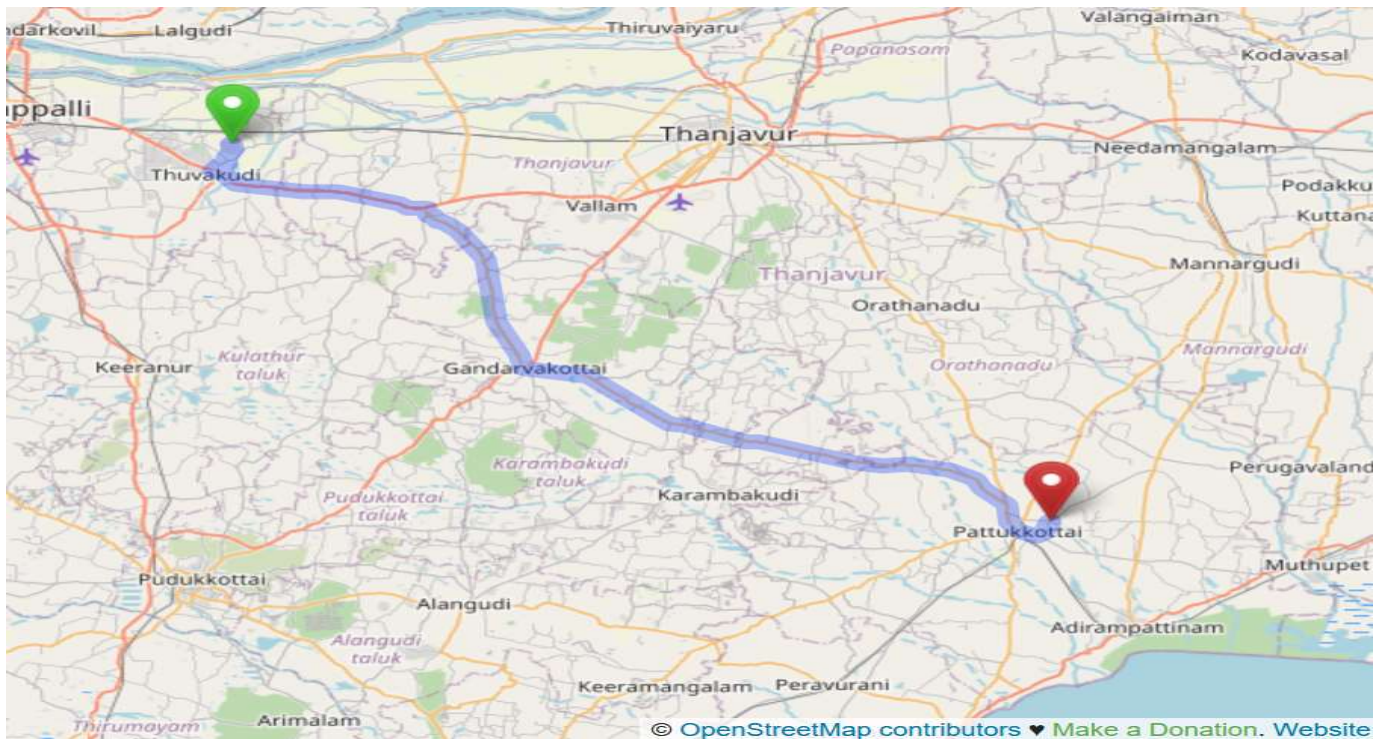 ndarkovil
Lalgudi
Thiruvaiyaru
Valangaiman
Papanasam
Kodavasal
appalli
Thanjavur
Needamangalam
Thanjavur
Thuvakudi
Vallam
Podakku
Kuttana
Mannargudi
Thanjavur
Orathanadu
Kulathur
taluk
Keeranur
Gandarvakottai
Orathanadu
Mannargudi
Karambakudi
taluk
Perugavaland
Pudukkottai
taluk
Karambakudi
Pattukkottai
Muthupet
Pudukkottai
Alangudi
Adirampattinam
Alangudi
taluk
Keeramangalam
Peravurani
Thirumayam
Arimalam
© OpenStreetMap contributors ♥ Make a Donation. Website